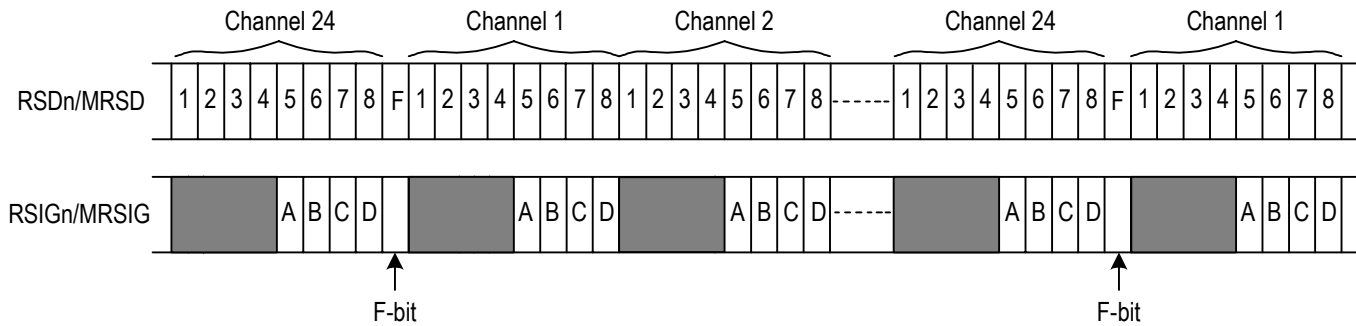 Channel 24 Channel 1 Channel 2 Channel 24 Channel 1
RSDn/MRSD 1 2 3 4 5 6 7 8 F 1 2 3 4 5 6 7 8 1 2 3 4 5 6 7 8 1 2 3 4 5 6 7 8 F 1 2 3 4 5 6 7 8
RSIGn/MRSIG A B C D A B C D A B C D A B C D A B C D
F-bit F-bit